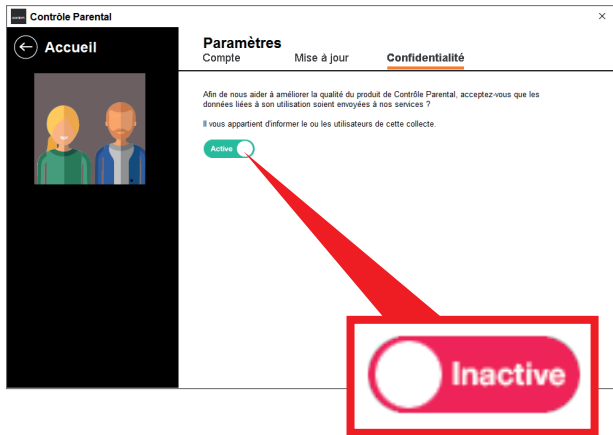 Contrôle Parental
Accueil
Paramètres
Compte
Mise à jour
Confidentialité
Afin de nous aider à améliorer la qualité du produit de Contrôle Parental, acceptez-vous que les
données liées à son utilisation soient envoyées à nos services ?
Il vous appartient d'informer le ou les utilisateurs de cette collecte.
Active
Inactive